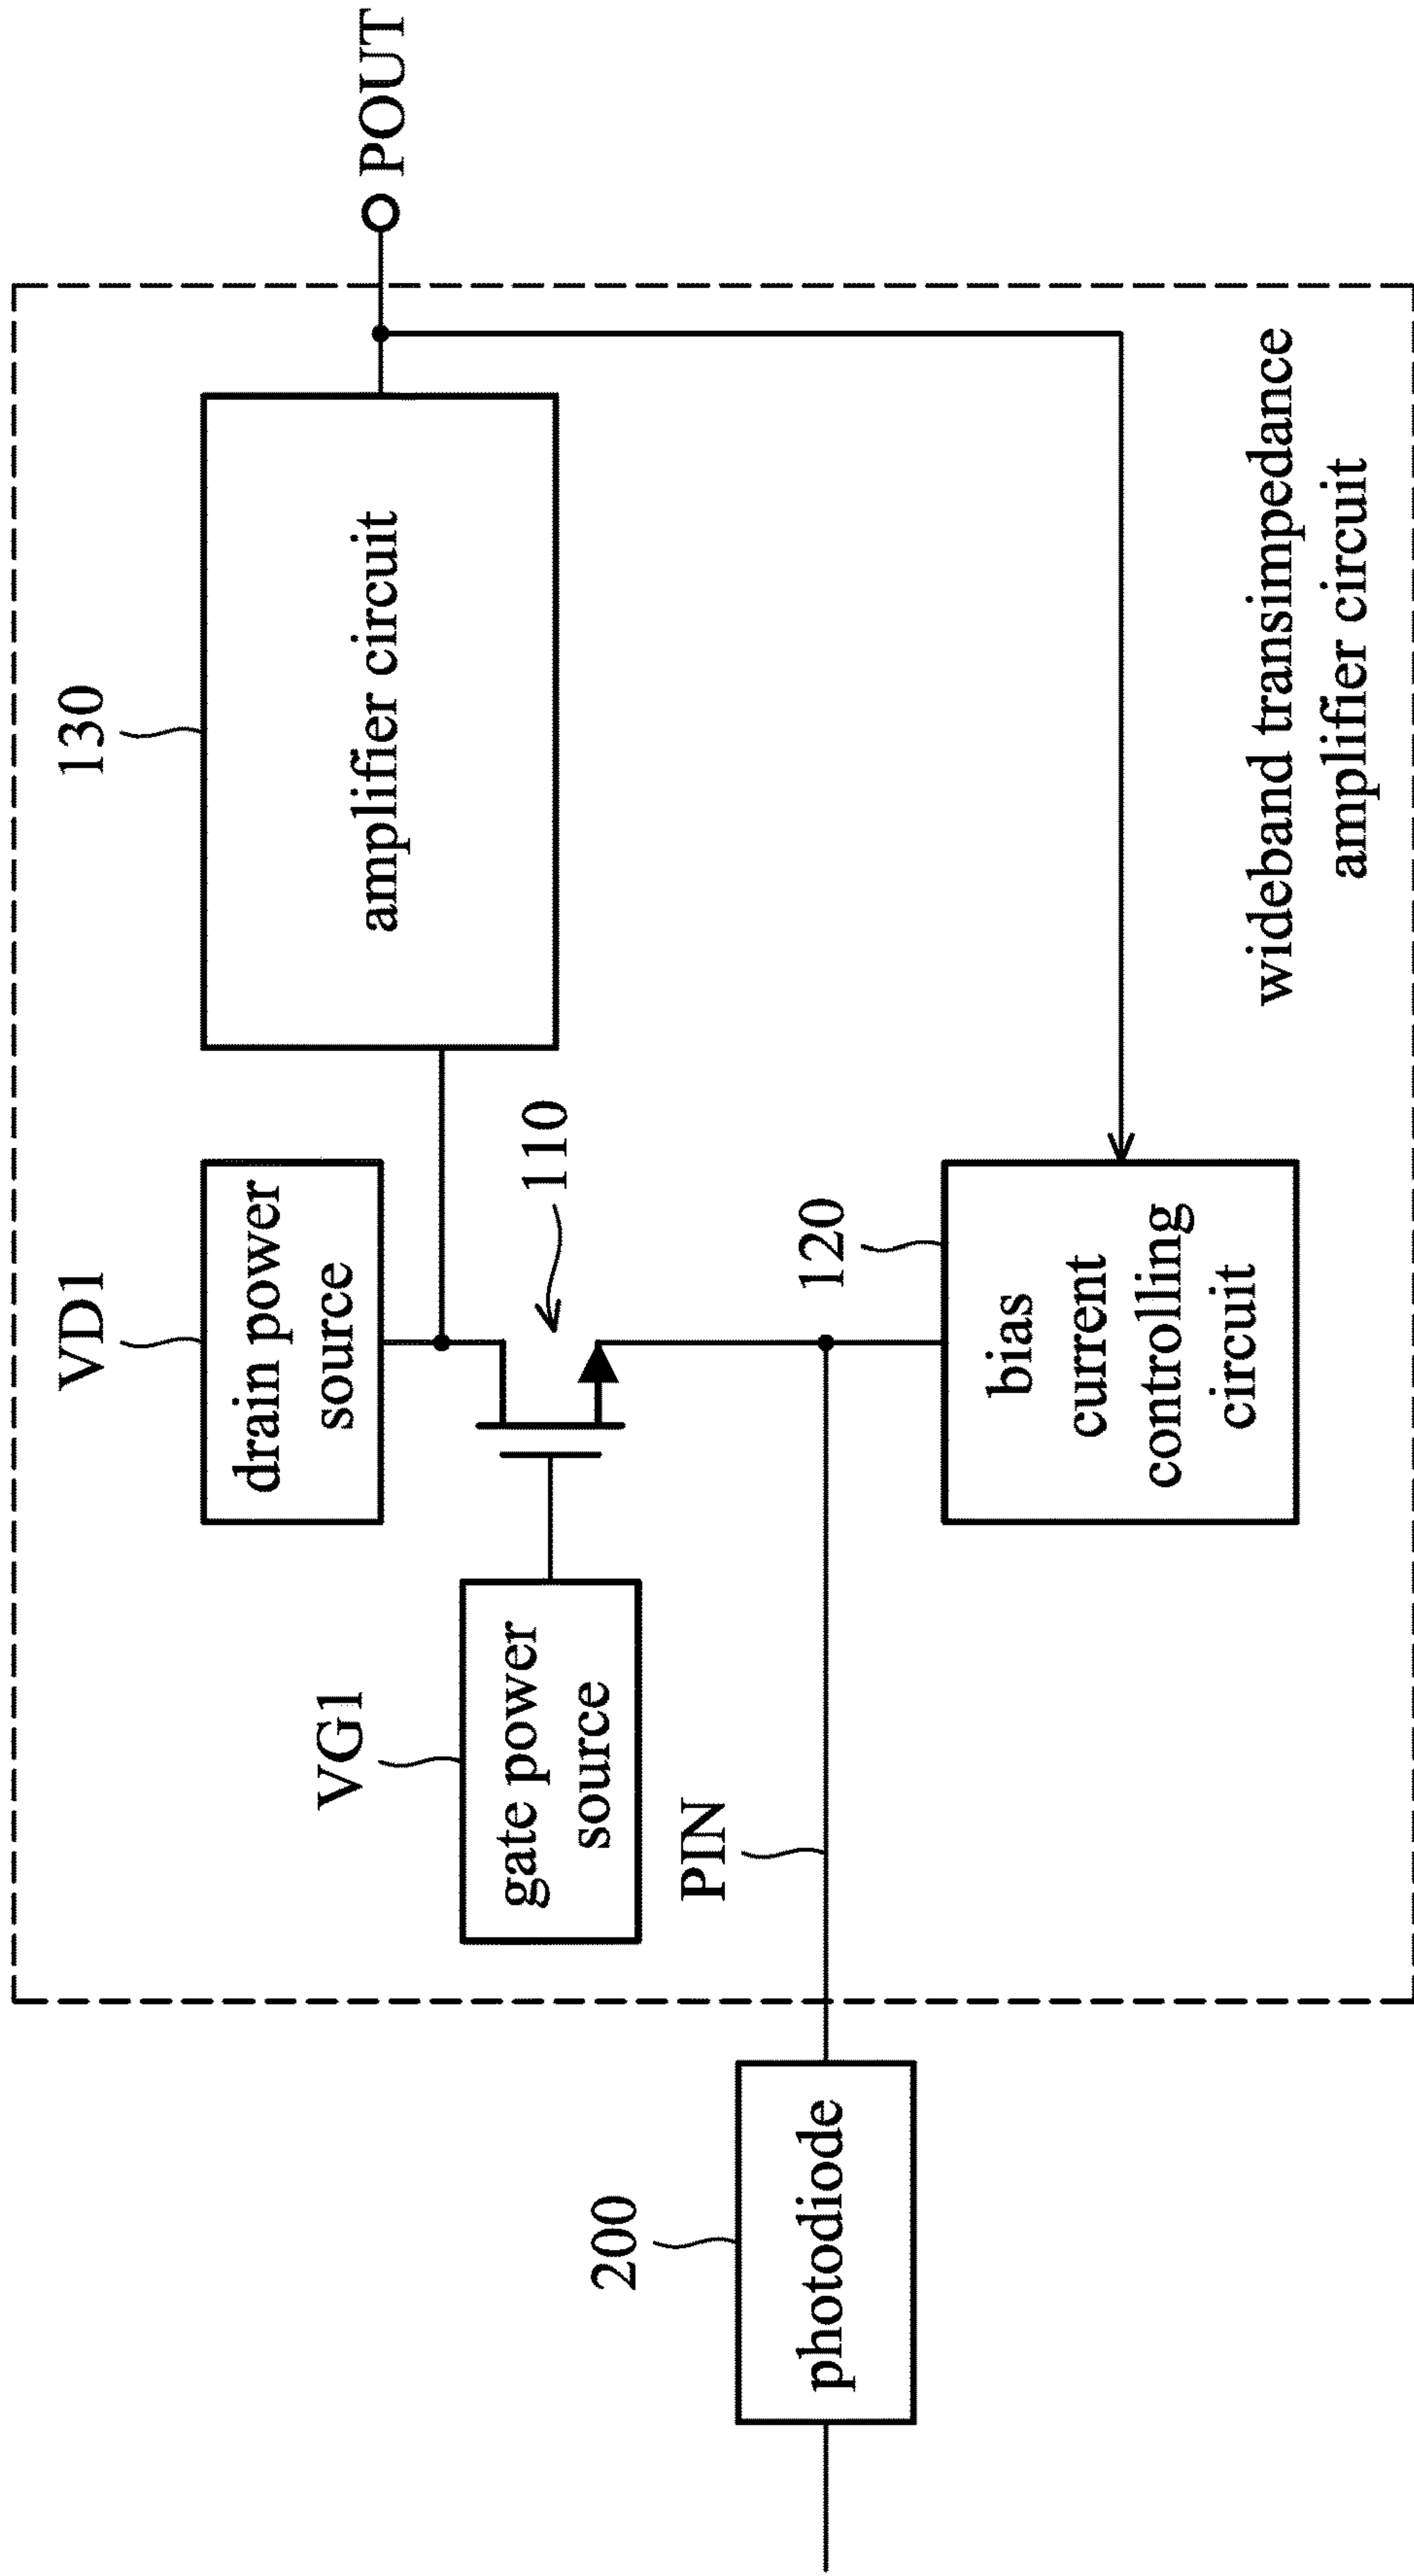 VD1
drain power
source
130
amplifier circuit
POUT
VG1
gate power
source
110
PIN
200
photodiode
120
bias
current
controlling
circuit
wideband transimpedance
amplifier circuit